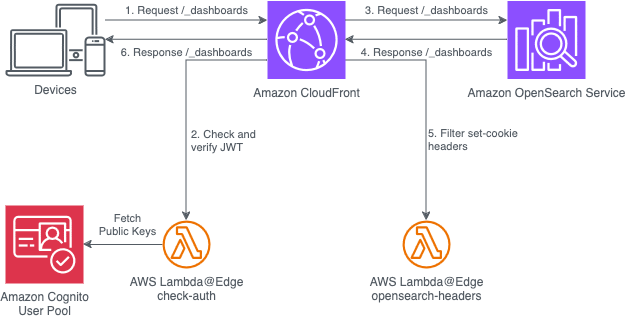 1. Request /_dashboards
3. Request /_dashboards
6. Response /_dashboards
4. Response /_dashboards
Devices
Amazon CloudFront
Amazon OpenSearch Service
2. Check and
verify JWT
5. Filter set-cookie
headers
Fetch
Public Keys
Amazon Cognito
User Pool
AWS Lambda@Edge
check-auth
AWS Lambda@Edge
opensearch-headers